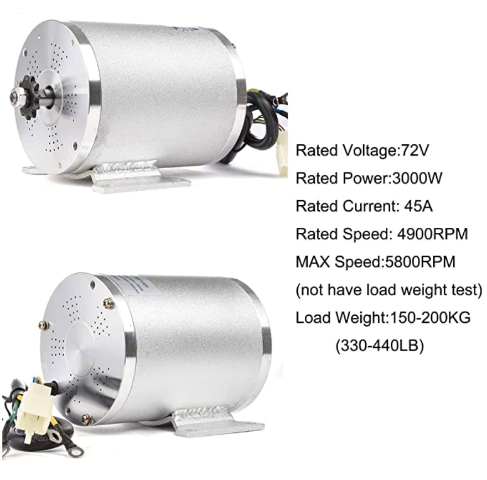 Rated Voltage:72V
Rated Power:3000W
Rated Current: 45A
Rated Speed: 4900RPM
MAX Speed:5800RPM
(not have load weight test)
Load Weight:150-200KG
(330-440LB)